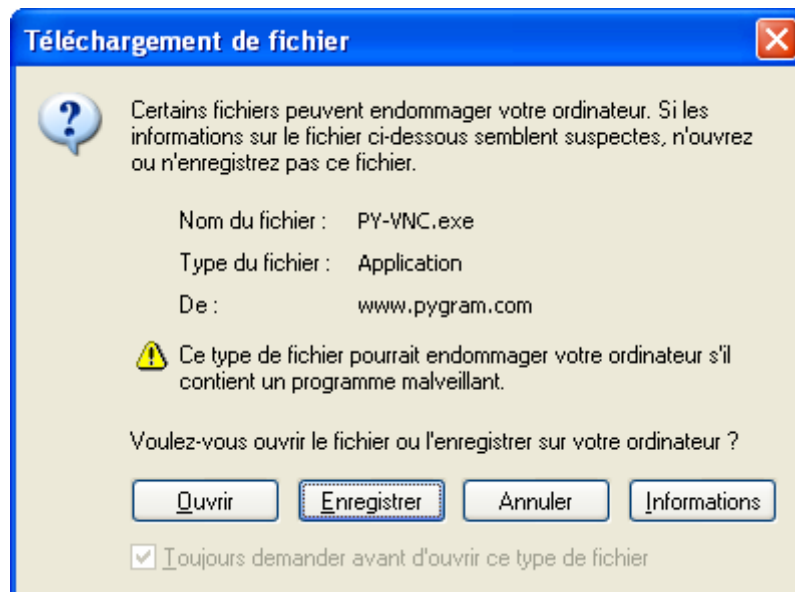 Téléchargement de fichier
Certains fichiers peuvent endommager votre ordinateur. Si les
informations sur le fichier ci-dessous semblent suspectes, n'ouvrez
ou n'enregistrez pas ce fichier.
Nom du fichier : PY-VNC.exe
Type du fichier : Application
De : www.pygram.com
Ce type de fichier pourrait endommager votre ordinateur s'il
contient un programme malveillant.
Voulez-vous ouvrir le fichier ou l'enregistrer sur votre ordinateur ?
Ouvrir Enregistrer Annuler Informations
Toujours demander avant d'ouvrir ce type de fichier